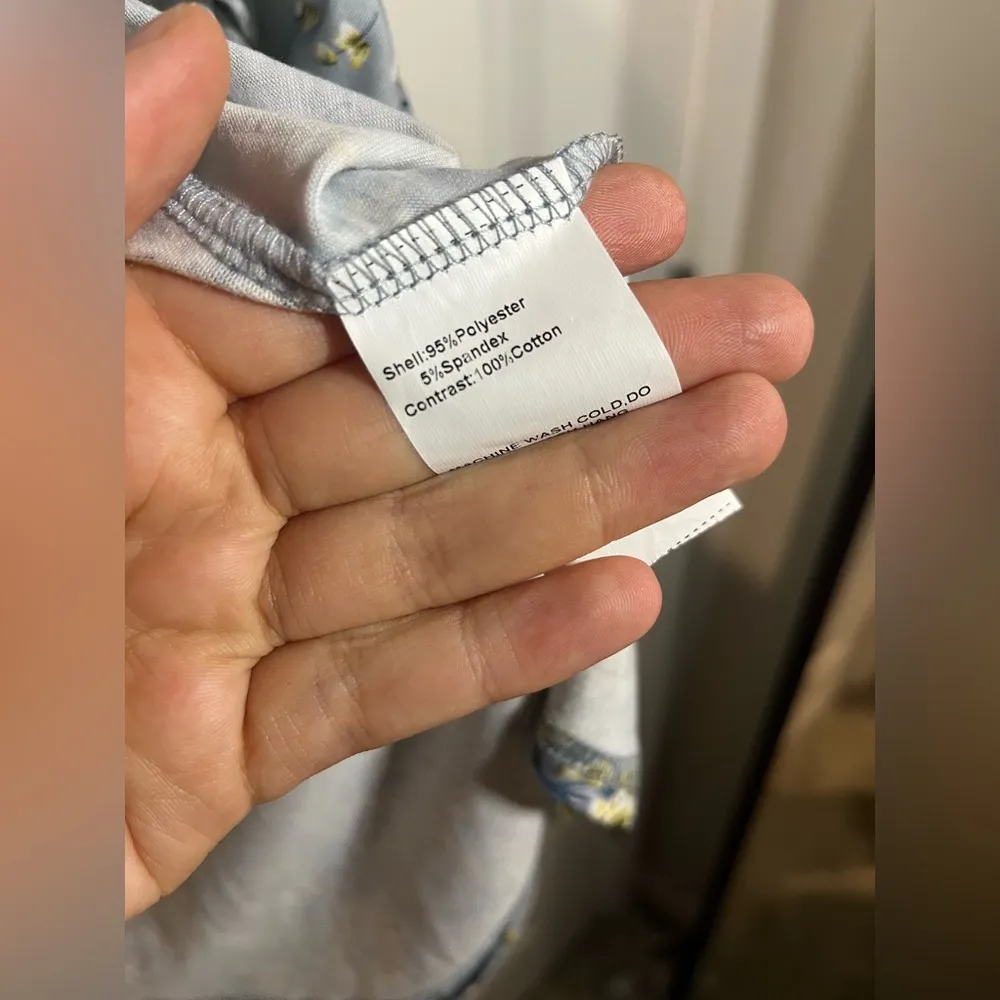 Shell:95%Polyester
5%Spandex
Contrast:100%Cotton
MACHINE WASH COLD,DO